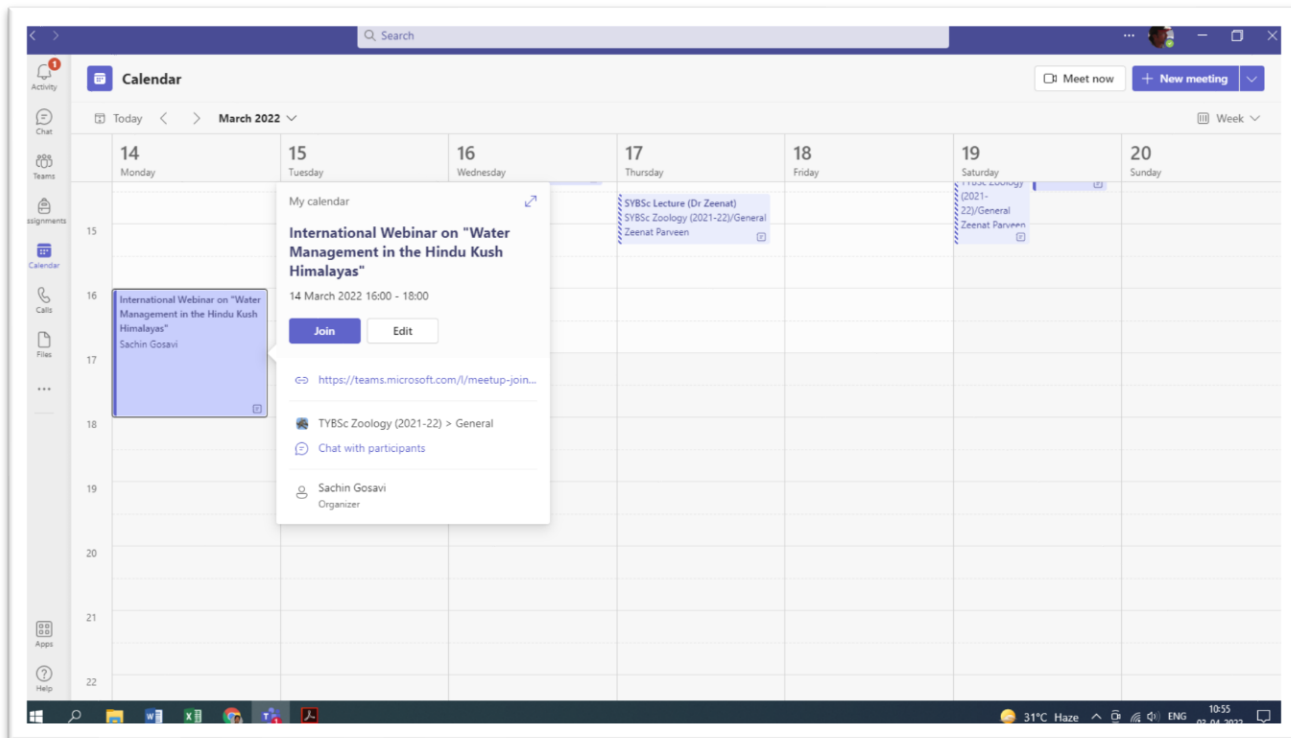 Search
...
1
Activity
Calendar
Meet now
+ New meeting
Chat
Today
March 2022
Week
Teams
14
Monday
15
Tuesday
16
Wednesday
17
Thursday
18
Friday
19
Saturday
20
Sunday
ssignments
Calendar
Calls
Files
...
Apps
Help
15
16
17
18
19
20
21
22
International Webinar on "Water
Management in the Hindu Kush
Himalayas"
Sachin Gosavi
My calendar
International Webinar on "Water
Management in the Hindu Kush
Himalayas"
14 March 2022 16:00 - 18:00
Join
Edit
https://teams.microsoft.com/l/meetup-join...
TYBSc Zoology (2021-22) > General
Chat with participants
Sachin Gosavi
Organizer
SYBSc Lecture (Dr Zeenat)
SYBSc Zoology (2021-22)/General
Zeenat Parveen
TYBSc Zoology
(2021-
22)/General
Zeenat Parveen
31°C Haze
ENG
10:55